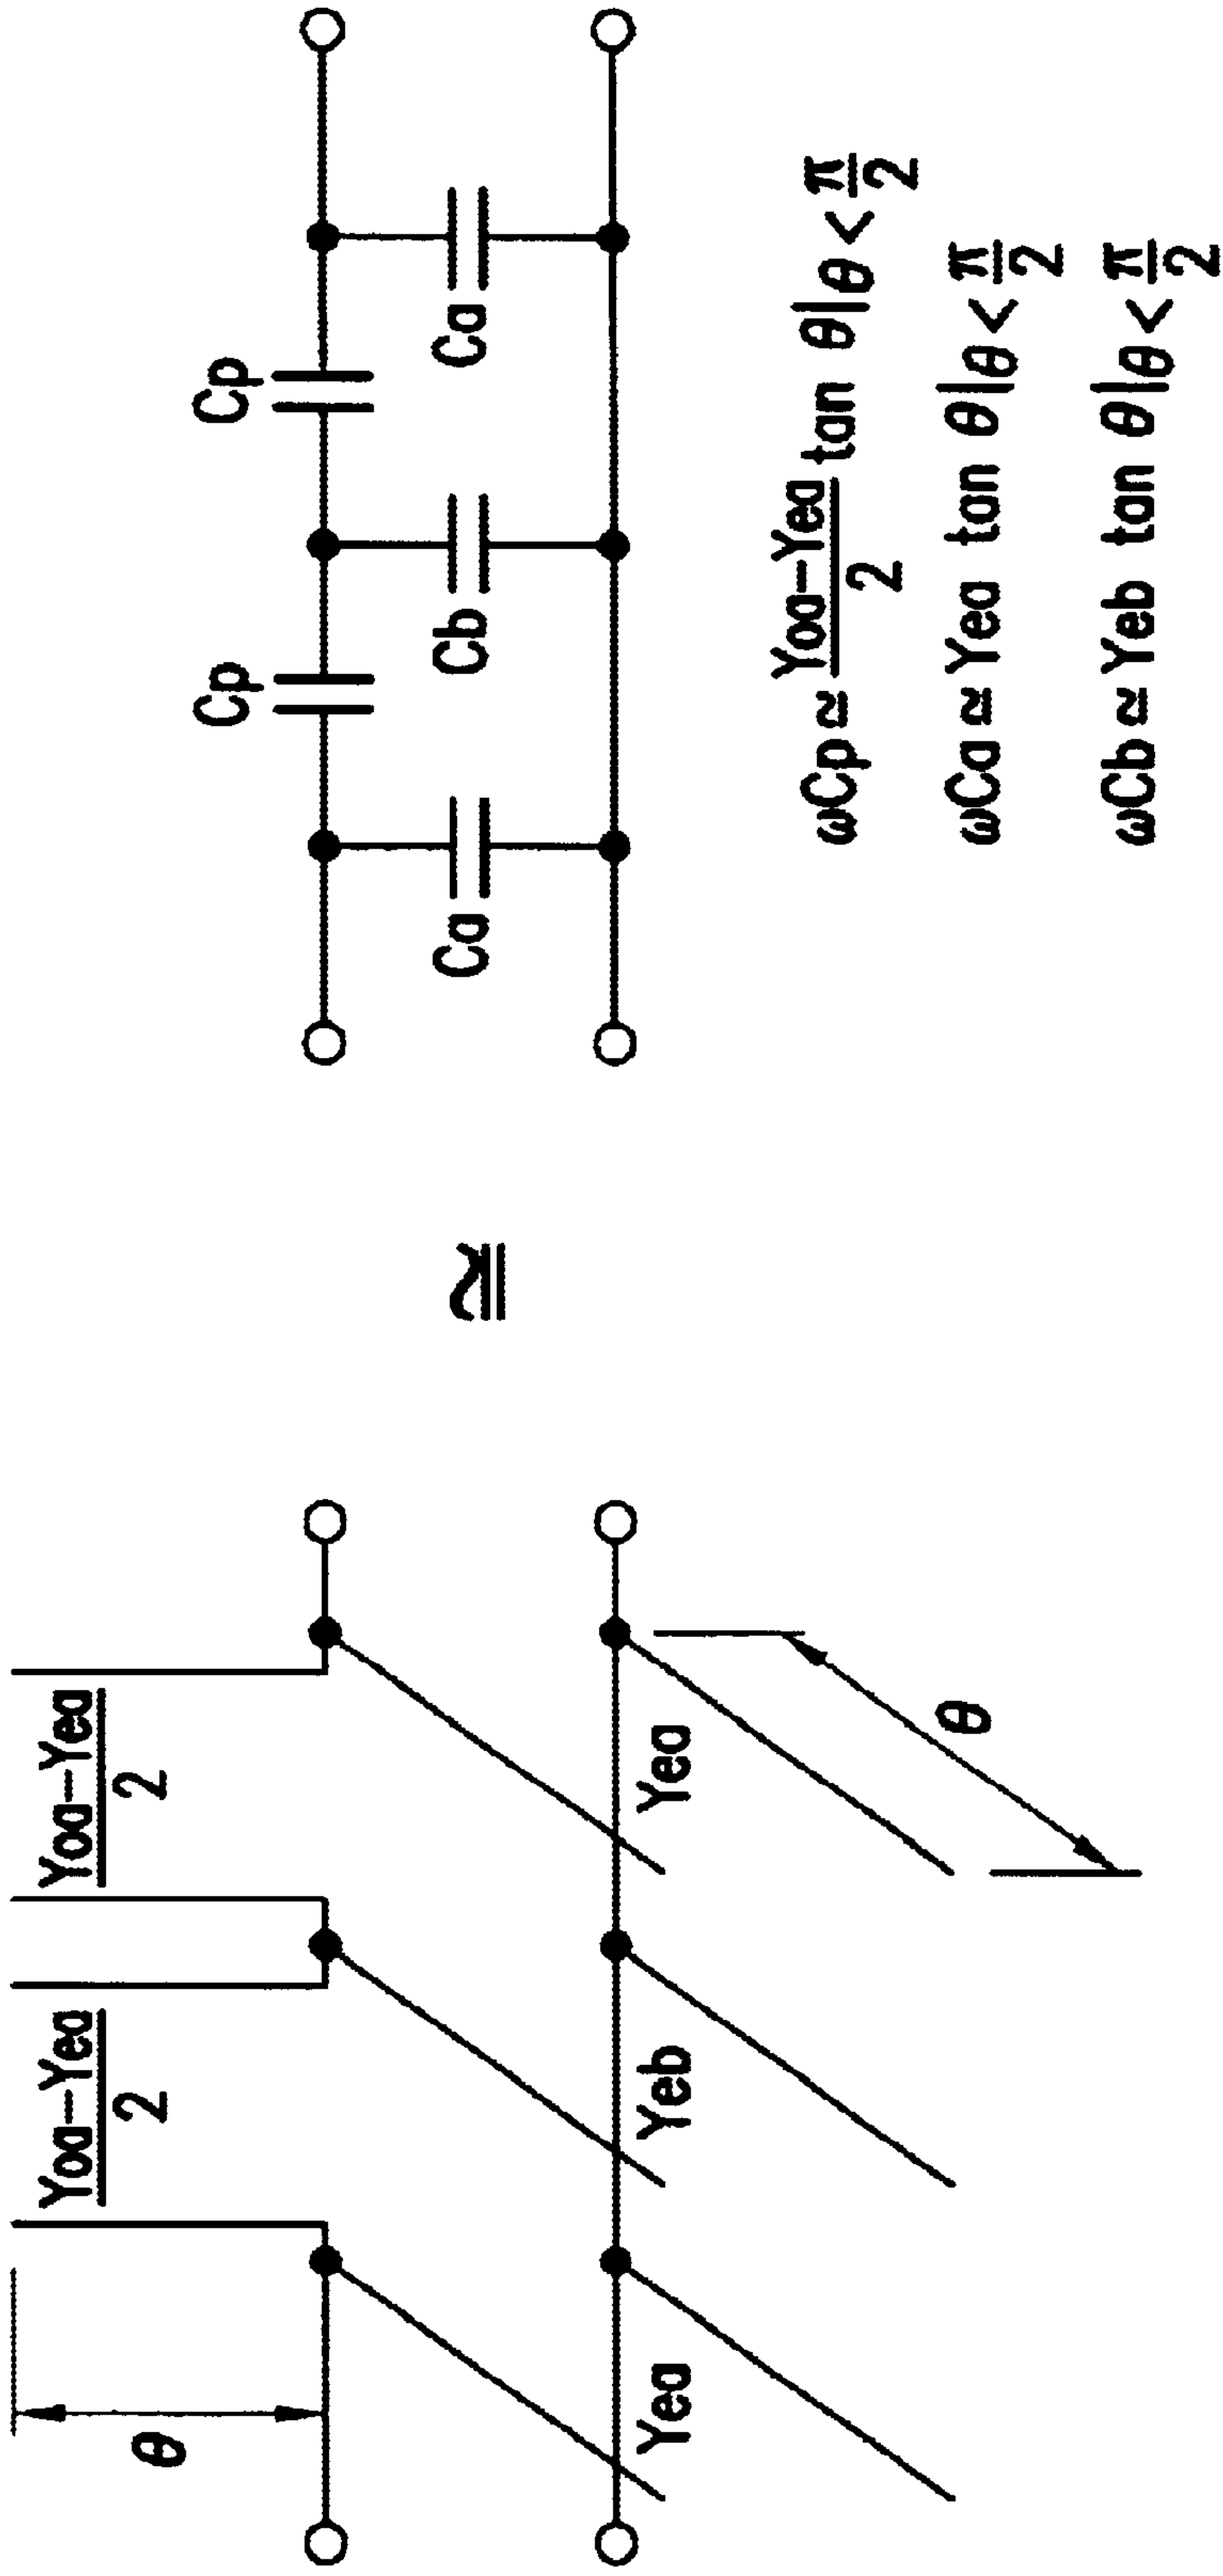 θ
Yoa-Yea
2
Yoa-Yea
2
Yea
Yeb
Yea
θ
≅
Cp
Cp
Ca
Cb
Ca
ωCp≃ Yoa-Yea/2 tan θ|θ<π/2
ωCa≃Yea tan θ|θ<π/2
ωCb≃Yeb tan θ|θ<π/2